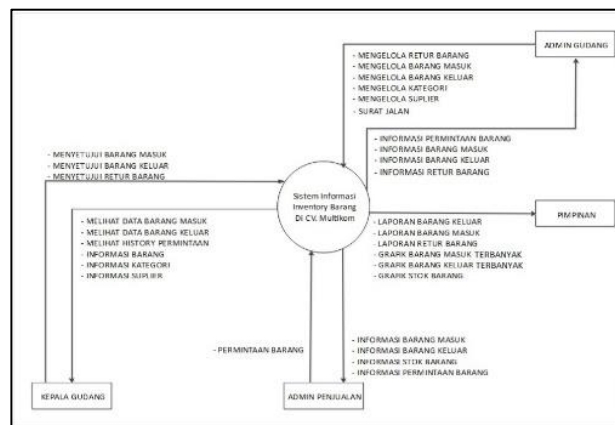 ADMIN GUDANG
- MENGELOLA RETUR BARANG
- MENGELOLA BARANG MASUK
- MENGELOLA BARANG KELUAR
- MENGELOLA KATEGORI
- MENGELOLA SUPLIER
- SURAT JALAN
- INFORMASI PERMINTAAN BARANG
- INFORMASI BARANG MASUK
- INFORMASI BARANG KELUAR
- INFORMASI RETUR BARANG
- MENYETUJUI BARANG MASUK
- MENYETUJUI BARANG KELUAR
- MENYETUJUI RETUR BARANG
Sistem Informasi
Inventory Barang
Di CV. Multikom
PIMPINAN
- MELIHAT DATA BARANG MASUK
- MELIHAT DATA BARANG KELUAR
- MELIHAT HISTORY PERMINTAAN
- INFORMASI BARANG
- INFORMASI KATEGORI
- INFORMASI SUPLIER
- LAPORAN BARANG KELUAR
- LAPORAN BARANG MASUK
- LAPORAN RETUR BARANG
- GRAFIK BARANG MASUK TERBANYAK
- GRAFIK BARANG KELUAR TERBANYAK
- GRAFIK STOK BARANG
- PERMINTAAN BARANG
- INFORMASI BARANG MASUK
- INFORMASI BARANG KELUAR
- INFORMASI STOK BARANG
- INFORMASI PERMINTAAN BARANG
KEPALA GUDANG
ADMIN PENJUALAN